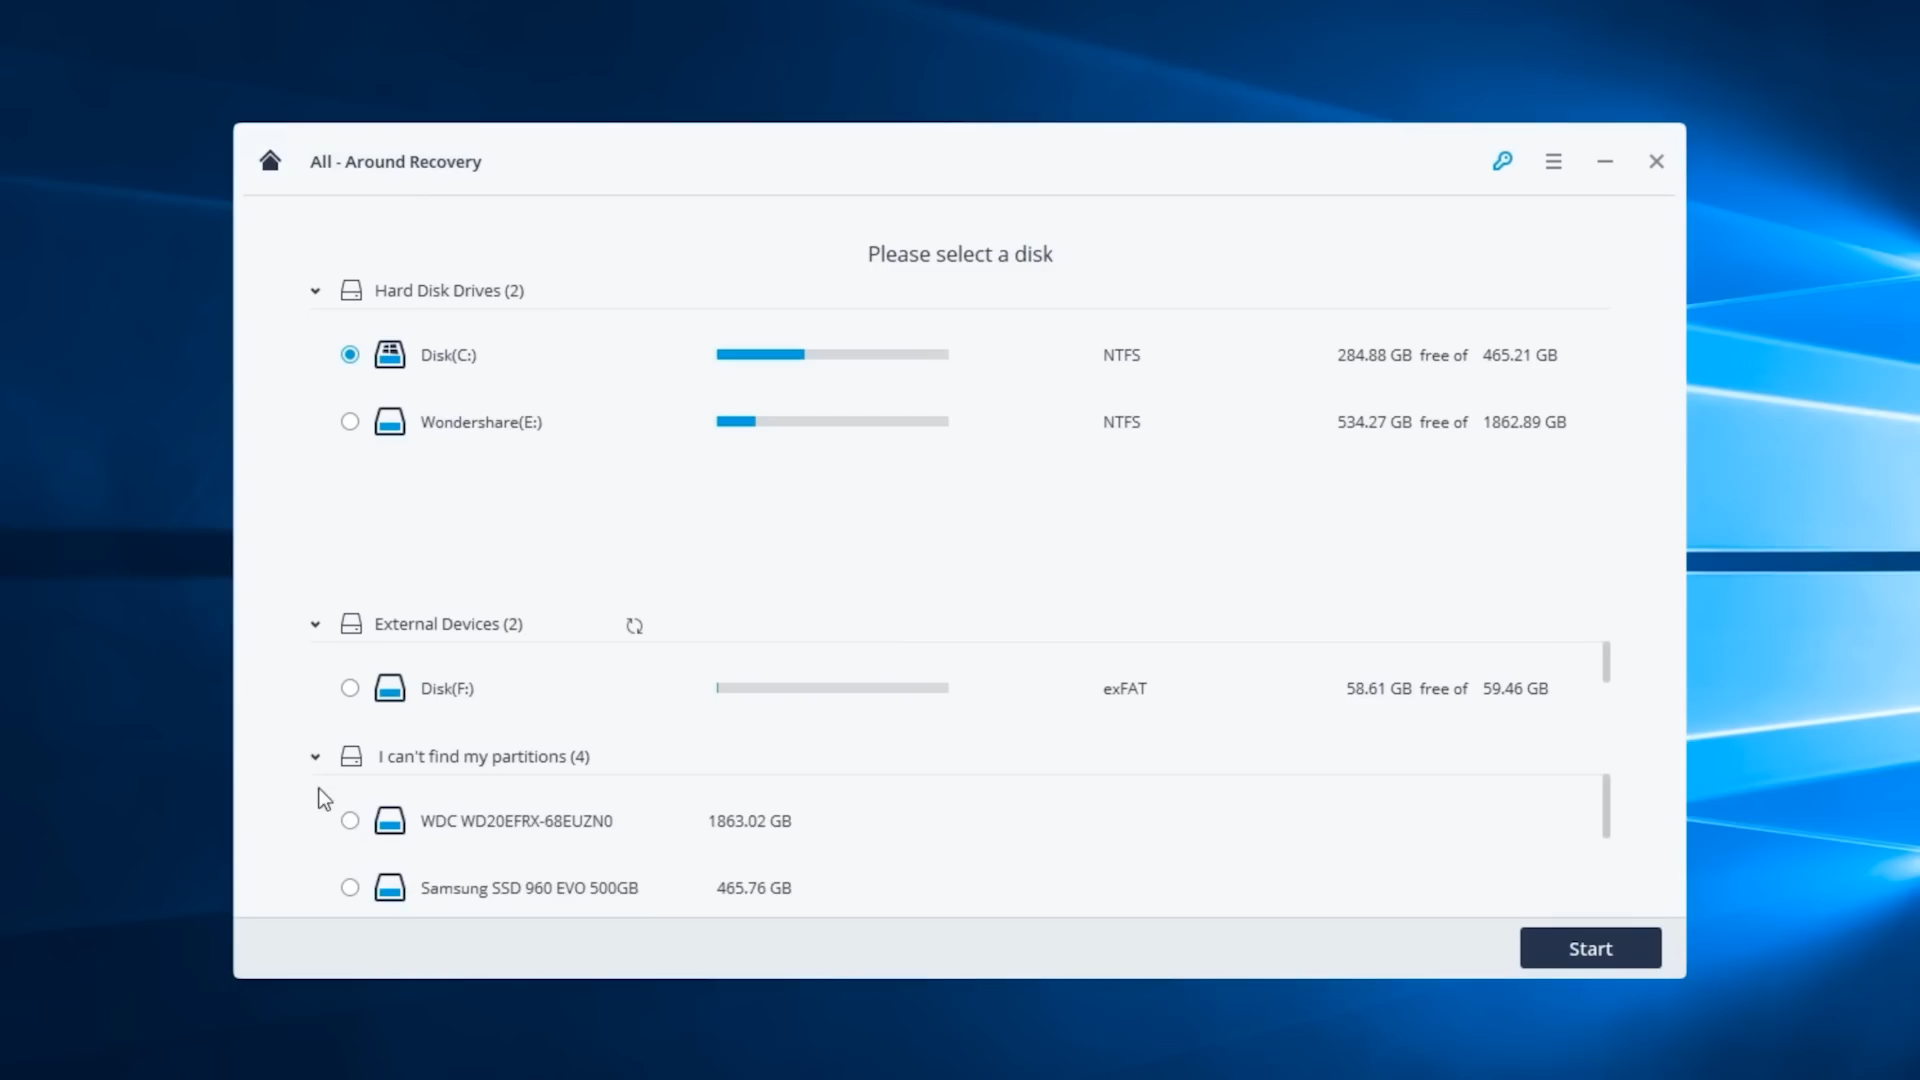 All - Around Recovery
Please select a disk
Hard Disk Drives (2)
Disk(C:) NTFS 284.88 GB free of 465.21 GB
Wondershare(E:) NTFS 534.27 GB free of 1862.89 GB
External Devices (2)
Disk(F:) exFAT 58.61 GB free of 59.46 GB
I can't find my partitions (4)
WDC WD20EFRX-68EUZN0 1863.02 GB
Samsung SSD 960 EVO 500GB 465.76 GB
Start